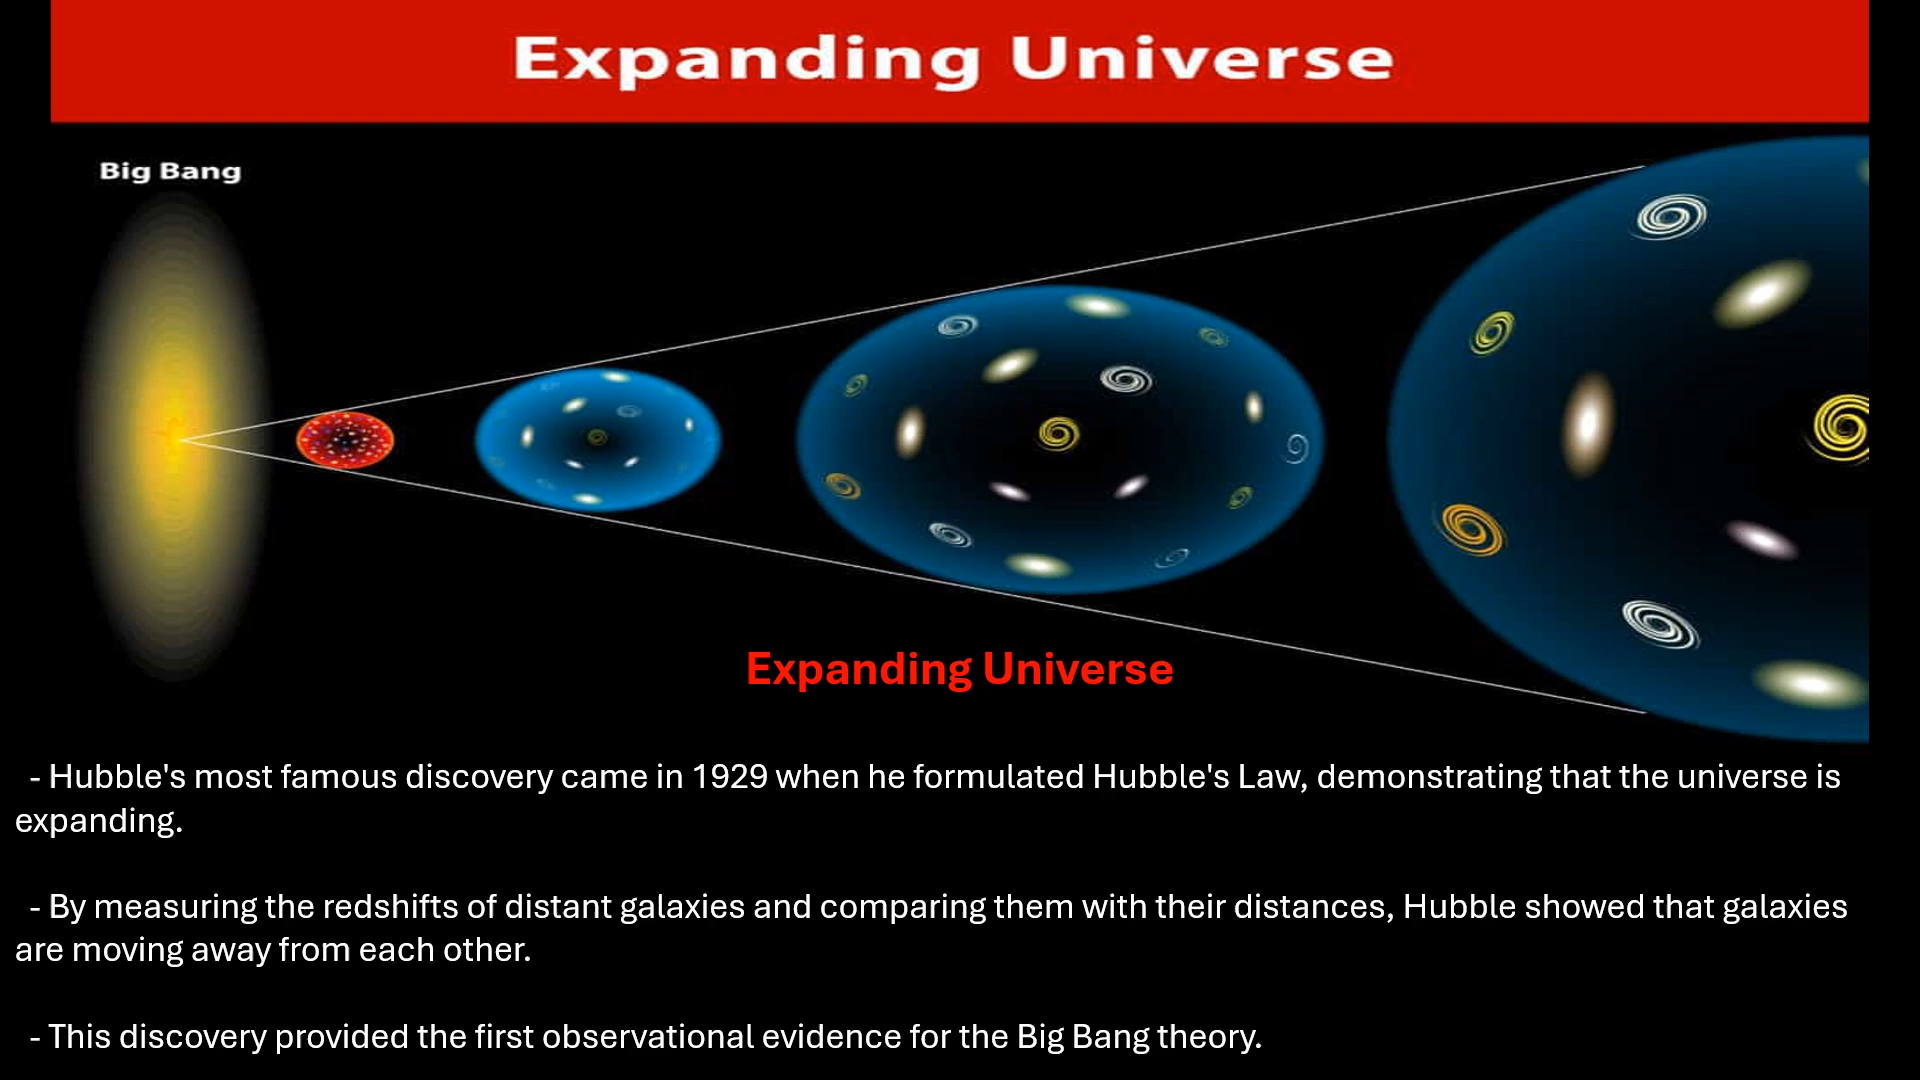 Expanding Universe
Big Bang
Expanding Universe
- Hubble's most famous discovery came in 1929 when he formulated Hubble's Law, demonstrating that the universe is
expanding.
- By measuring the redshifts of distant galaxies and comparing them with their distances, Hubble showed that galaxies
are moving away from each other.
- This discovery provided the first observational evidence for the Big Bang theory.